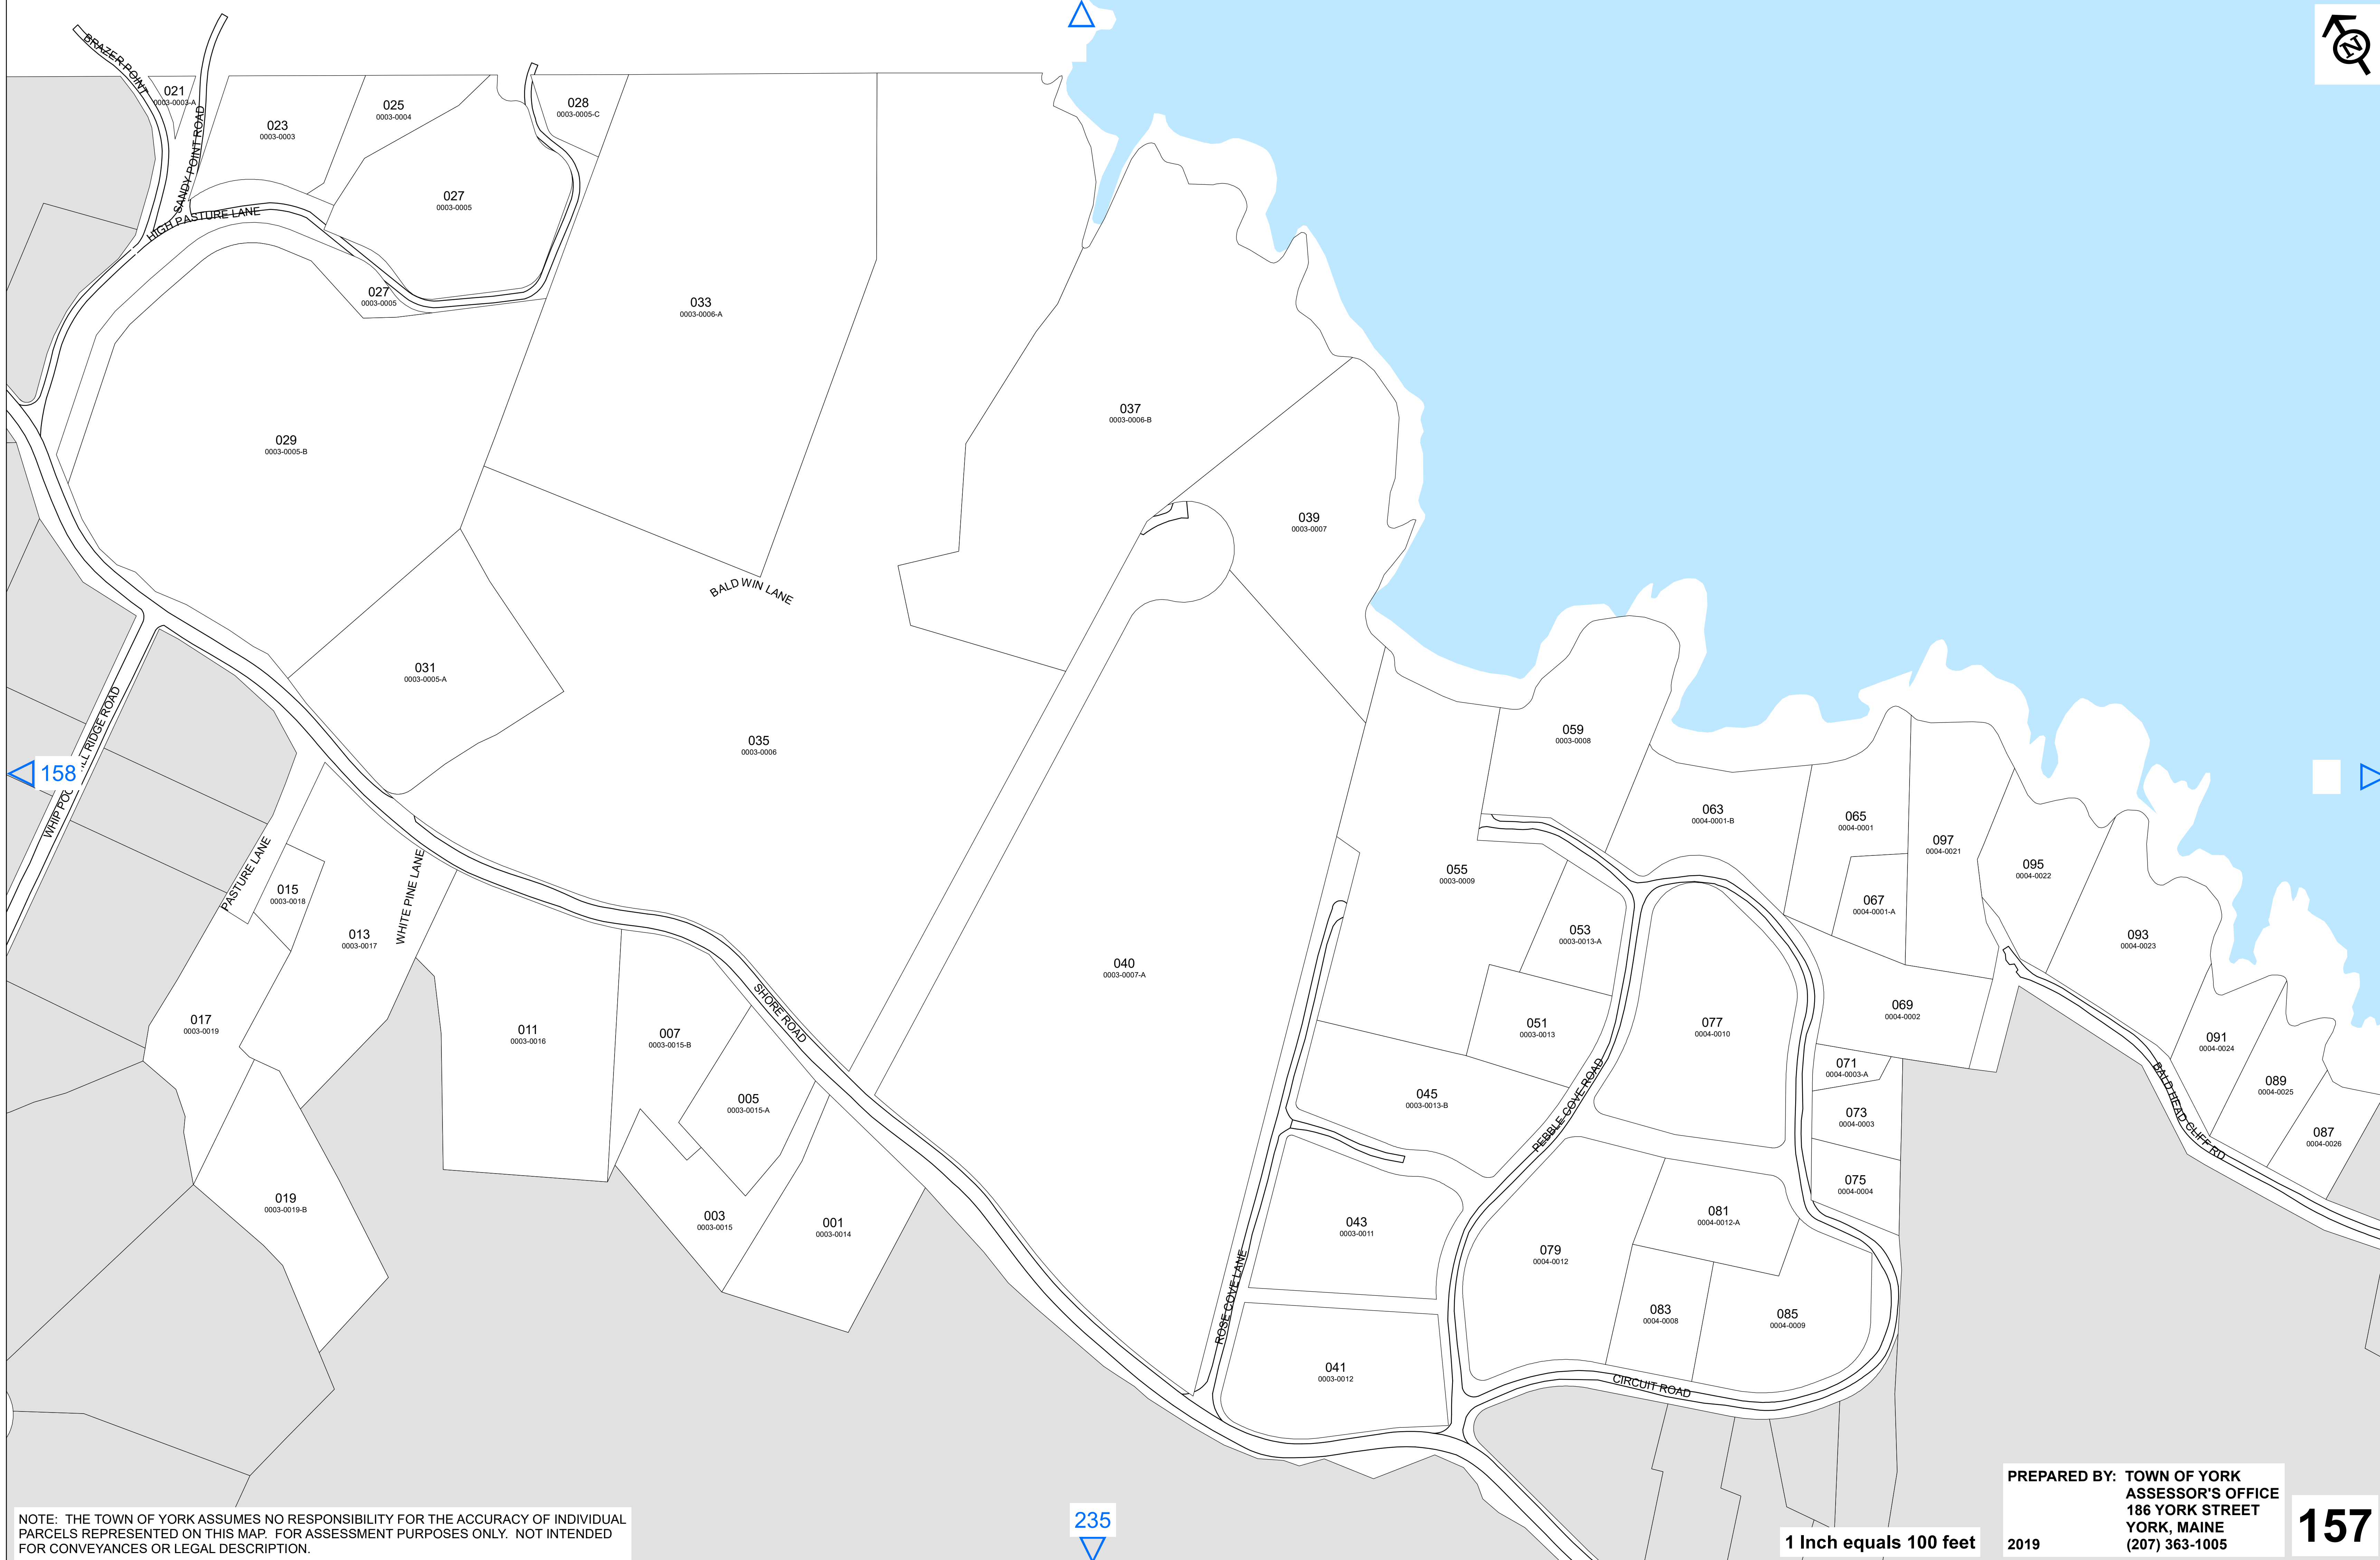 N
BRAZER POINT
021
0003-0003-A
SANDY POINT ROAD
023
0003-0003
025
0003-0004
028
0003-0005-C
027
0003-0005
HIGH PASTURE LANE
027
0003-0005
033
0003-0006-A
037
0003-0006-B
029
0003-0005-B
039
0003-0007
BALDWIN LANE
031
0003-0005-A
035
0003-0006
059
0003-0008
158
063
0004-0001-B
065
0004-0001
097
0004-0021
095
0004-0022
055
0003-0009
015
0003-0018
PASTURE LANE
WHITE PINE LANE
067
0004-0001-A
013
0003-0017
053
0003-0013-A
093
0004-0023
040
0003-0007-A
069
0004-0002
017
0003-0019
011
0003-0016
007
0003-0015-B
SHORE ROAD
051
0003-0013
077
0004-0010
091
0004-0024
071
0004-0003-A
089
0004-0025
005
0003-0015-A
045
0003-0013-B
PEBBLE COVE ROAD
073
0004-0003
BALD HEAD CLIFF RD
087
0004-0026
075
0004-0004
019
0003-0019-B
003
0003-0015
001
0003-0014
043
0003-0011
081
0004-0012-A
079
0004-0012
ROSE COVE LANE
083
0004-0008
085
0004-0009
041
0003-0012
CIRCUIT ROAD
235
NOTE: THE TOWN OF YORK ASSUMES NO RESPONSIBILITY FOR THE ACCURACY OF INDIVIDUAL
PARCELS REPRESENTED ON THIS MAP. FOR ASSESSMENT PURPOSES ONLY. NOT INTENDED
FOR CONVEYANCES OR LEGAL DESCRIPTION.
1 Inch equals 100 feet
PREPARED BY: TOWN OF YORK
ASSESSOR'S OFFICE
186 YORK STREET
YORK, MAINE
2019 (207) 363-1005
157
RIDGE ROAD